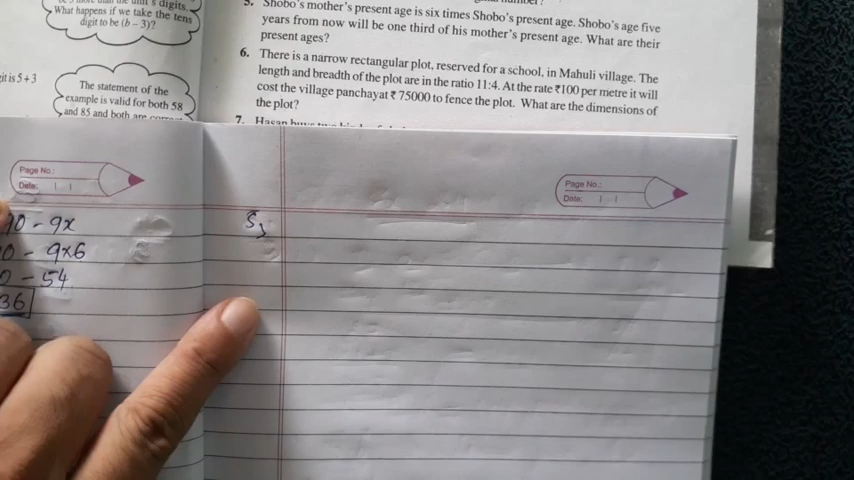 What happens if we take the tens
digit to be (b – 3)?
it is 5 + 3
The statement of the
example is valid for both 58
and 85 and both are correct
5. Shobo's mother's present age is six times Shobo's present age. Shobo's age five
years from now will be one third of his mother's present age. What are their
present ages?
6. There is a narrow rectangular plot, reserved for a school, in Mahuli village. The
length and breadth of the plot are in the ratio 11:4. At the rate ₹100 per metre it will
cost the village panchayat ₹ 75000 to fence the plot. What are the dimensions of
the plot?
7. Hasan
Page No.:
Date:
90 - 9x
0 - 9x6
0 - 54
36
Page No.:
Date:
5,